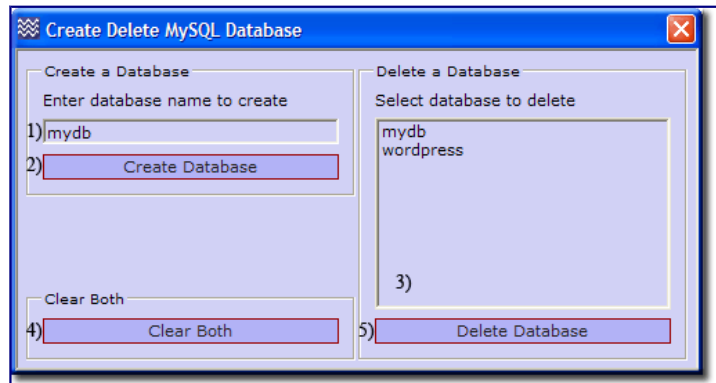 Create Delete MySQL Database
Create a Database
Enter database name to create
1) mydb
2) Create Database
Clear Both
4) Clear Both
Delete a Database
Select database to delete
mydb
wordpress
3)
5) Delete Database